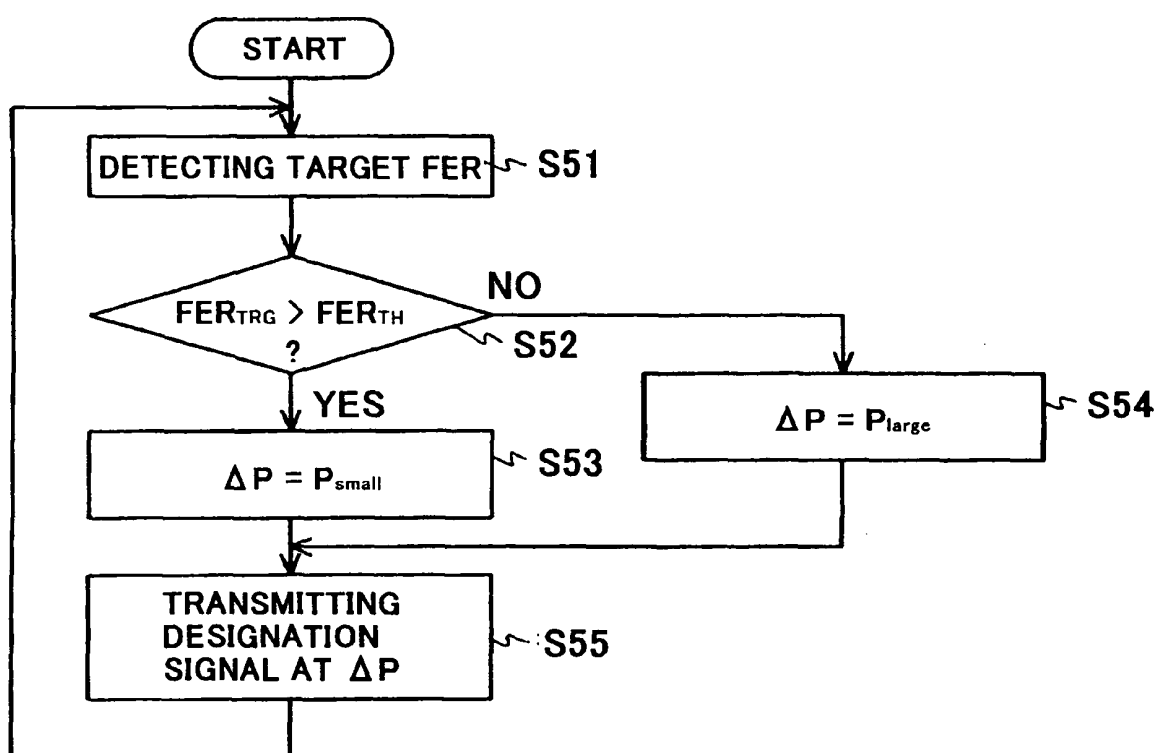 START
DETECTING TARGET FER
S51
NO
FERTRG > FERTH
?
S52
YES
ΔP = Plarge
S54
ΔP = Psmall
S53
TRANSMITTING
DESIGNATION
SIGNAL AT ΔP
S55